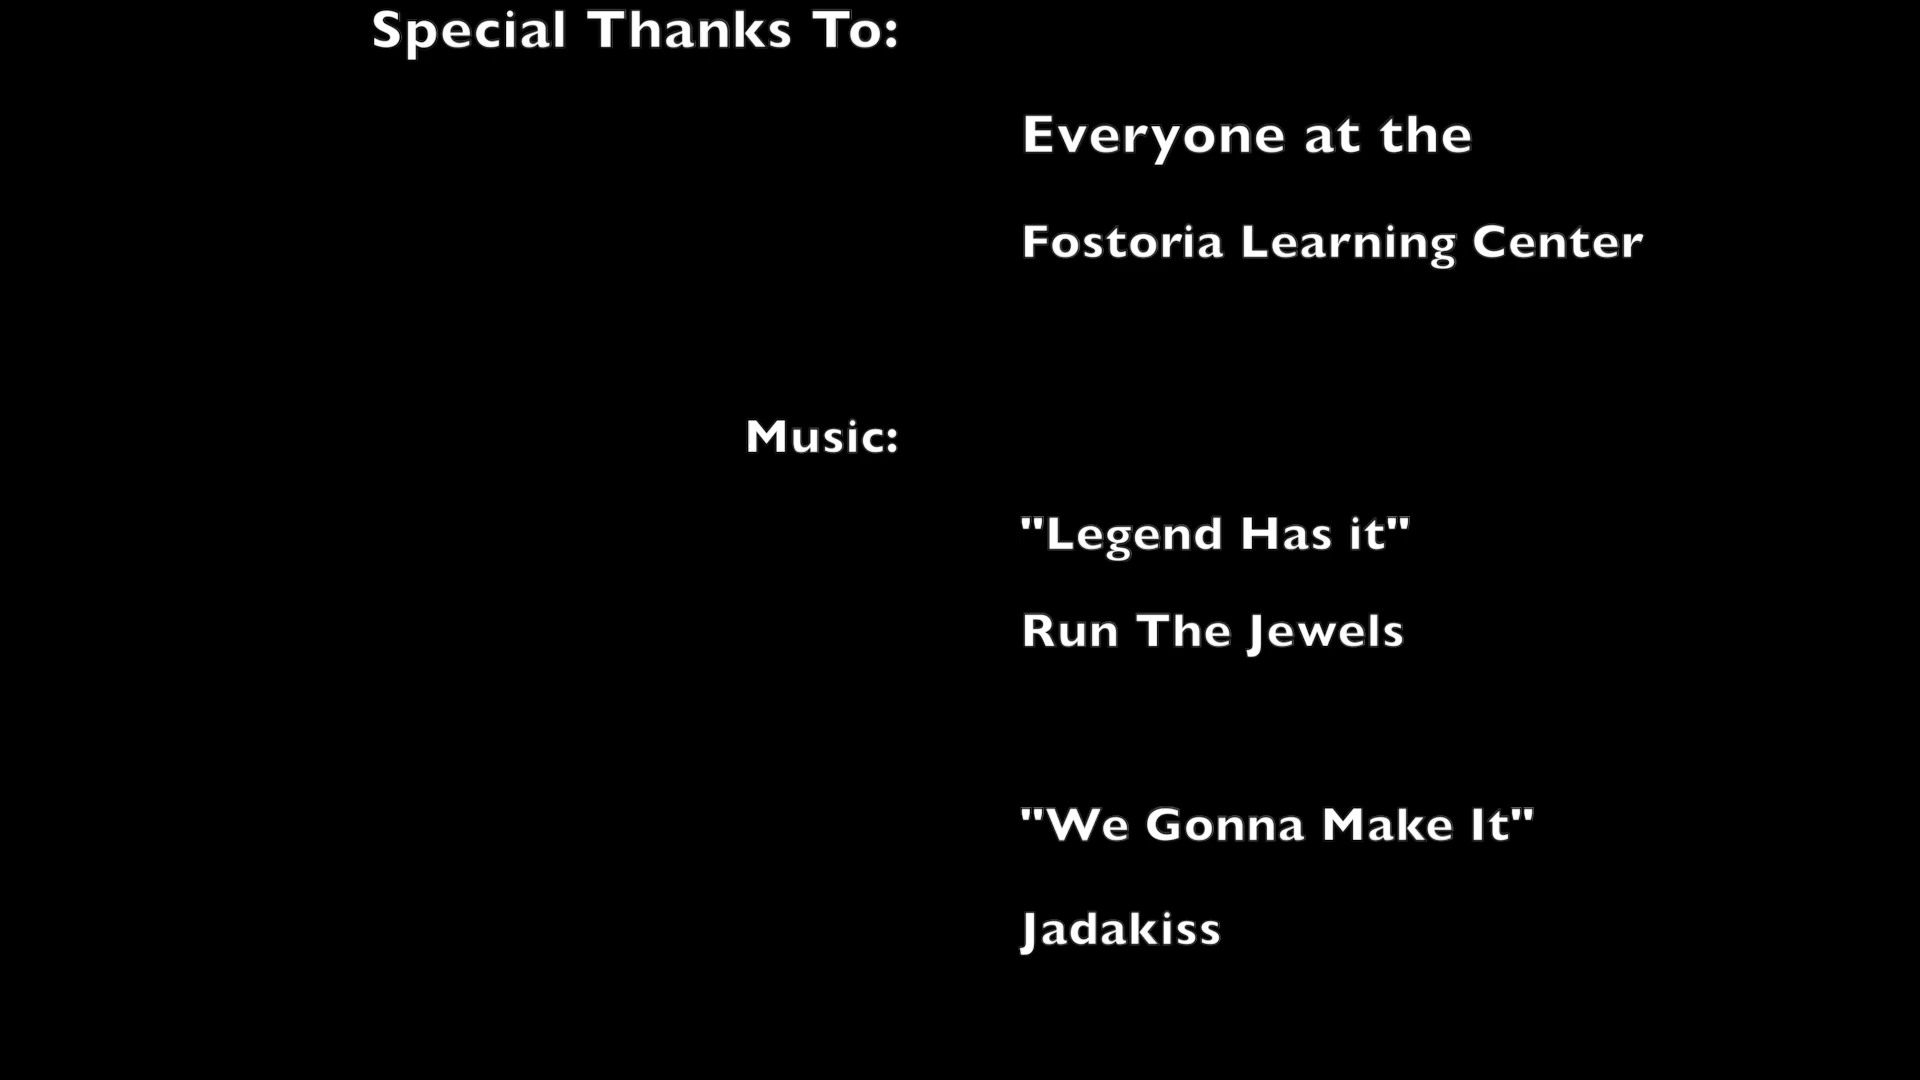 Special Thanks To:
Everyone at the
Fostoria Learning Center
Music:
"Legend Has it"
Run The Jewels
"We Gonna Make It"
Jadakiss